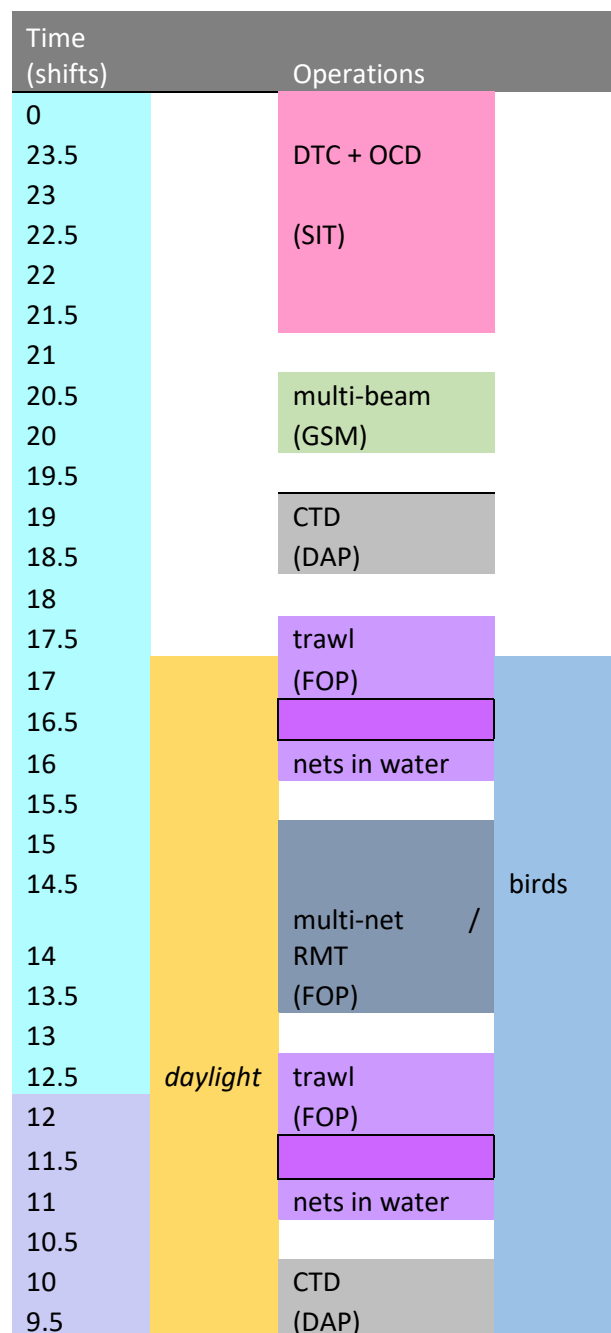 Time
(shifts) Operations
0
23.5 DTC + OCD
23
22.5 (SIT)
22
21.5
21
20.5 multi-beam
20 (GSM)
19.5
19 CTD
18.5 (DAP)
18
17.5 trawl
17 (FOP)
16.5
16 nets in water
15.5
15
14.5 birds
multi-net /
14 RMT
13.5 (FOP)
13
12.5 daylight trawl
12 (FOP)
11.5
11 nets in water
10.5
10 CTD
9.5 (DAP)